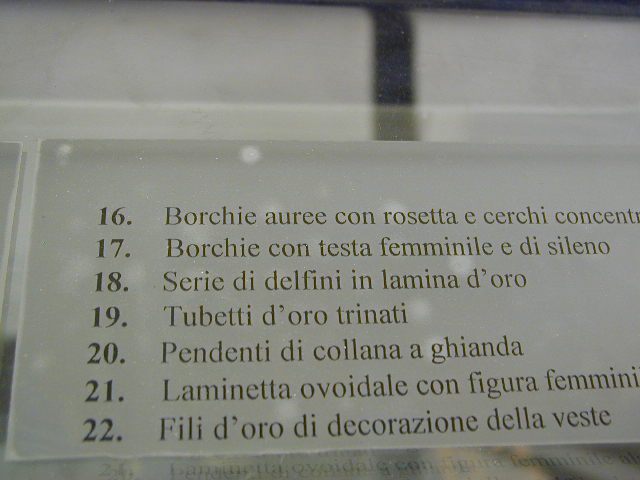 16. Borchie auree con rosetta e cerchi concentr
17. Borchie con testa femminile e di sileno
18. Serie di delfini in lamina d'oro
19. Tubetti d'oro trinati
20. Pendenti di collana a ghianda
21. Laminetta ovoidale con figura femminil
22. Fili d'oro di decorazione della veste